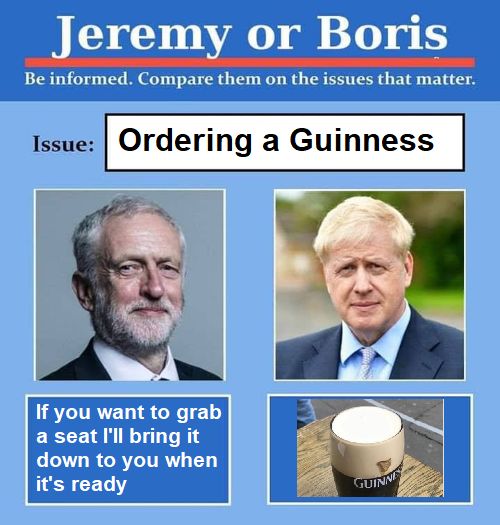 Jeremy or Boris
Be informed. Compare them on the issues that matter.
Issue: Ordering a Guinness
If you want to grab
a seat I'll bring it
down to you when
it's ready
GUINNES